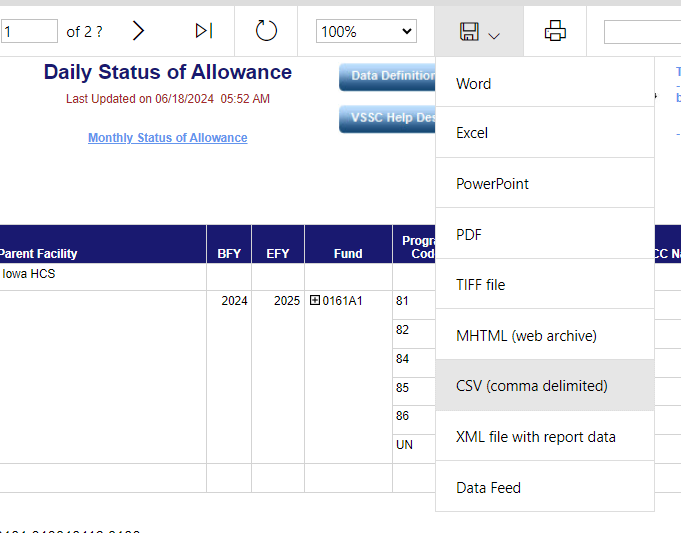 1 of 2 ? 100%
Daily Status of Allowance
Last Updated on 06/18/2024 05:52 AM
Monthly Status of Allowance
Data Definition
VSSC Help Des
Word
Excel
PowerPoint
PDF
TIFF file
MHTML (web archive)
CSV (comma delimited)
XML file with report data
Data Feed
Parent Facility BFY EFY Fund Progra Cod CC Na
Iowa HCS
2024 2025 0161A1 81
82
84
85
86
UN